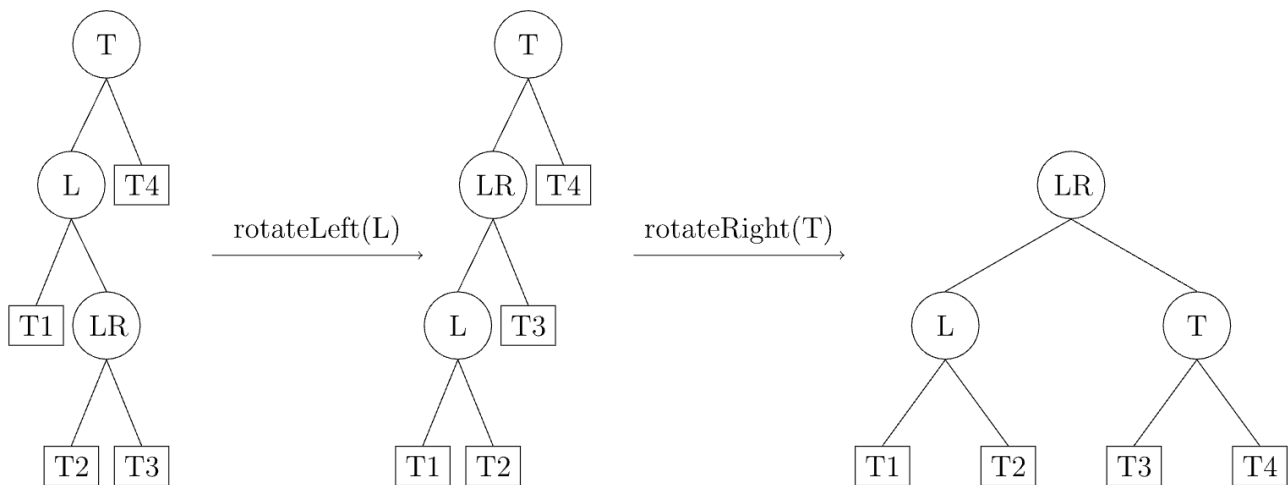 T
L
T4
T1
LR
T2
T3
rotateLeft(L)
T
LR
T4
L
T3
T1
T2
rotateRight(T)
LR
L
T
T1
T2
T3
T4